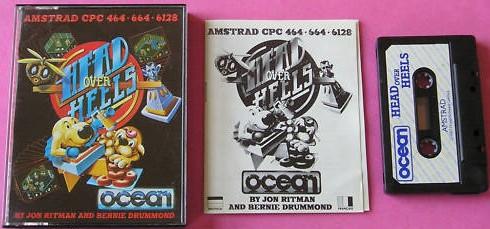 AMSTRAD CPC 464·664·6128
HEAD
OVER
HEELS
ocean
BY JON RITMAN AND BERNIE DRUMMOND
AMSTRAD CPC 464·664·6128
HEAD
OVER
HEELS
ocean
BY JON RITMAN
AND BERNIE DRUMMOND
FRANÇAIS
ocean
HEAD OVER
HEELS
AMSTRAD